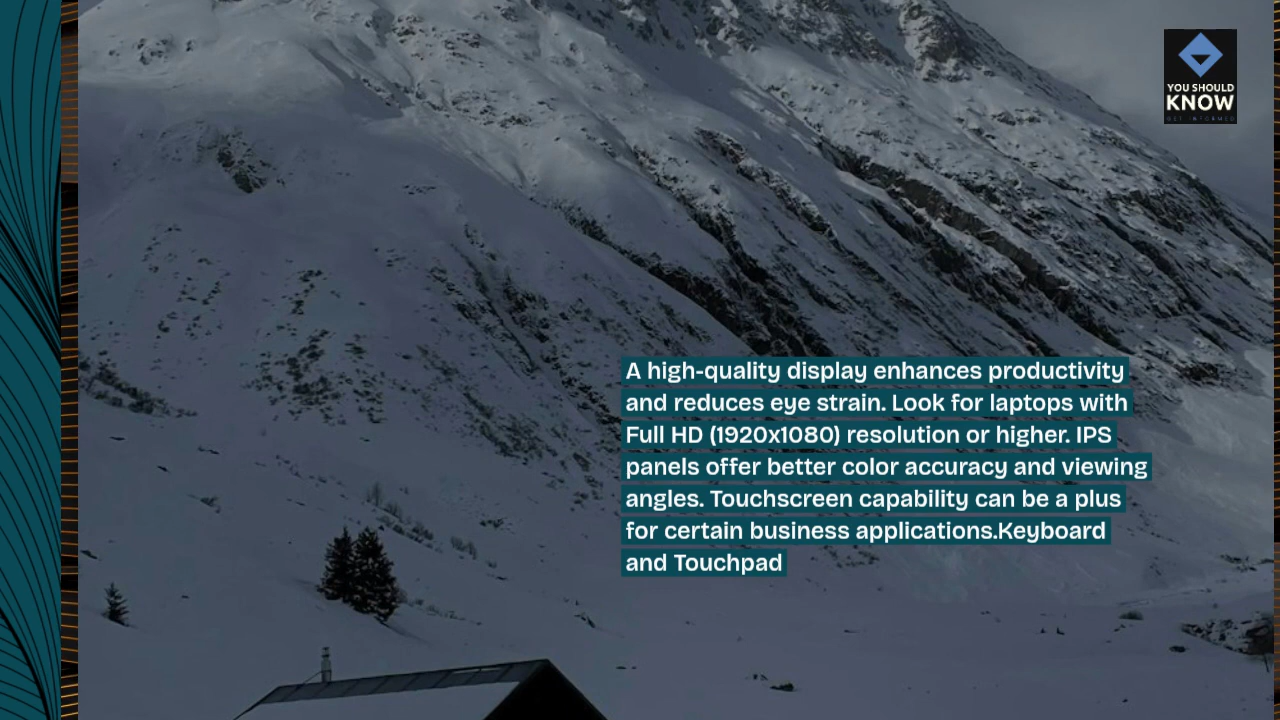 YOU SHOULD
KNOW
GET INFORMED
A high-quality display enhances productivity
and reduces eye strain. Look for laptops with
Full HD (1920x1080) resolution or higher. IPS
panels offer better color accuracy and viewing
angles. Touchscreen capability can be a plus
for certain business applications.Keyboard
and Touchpad